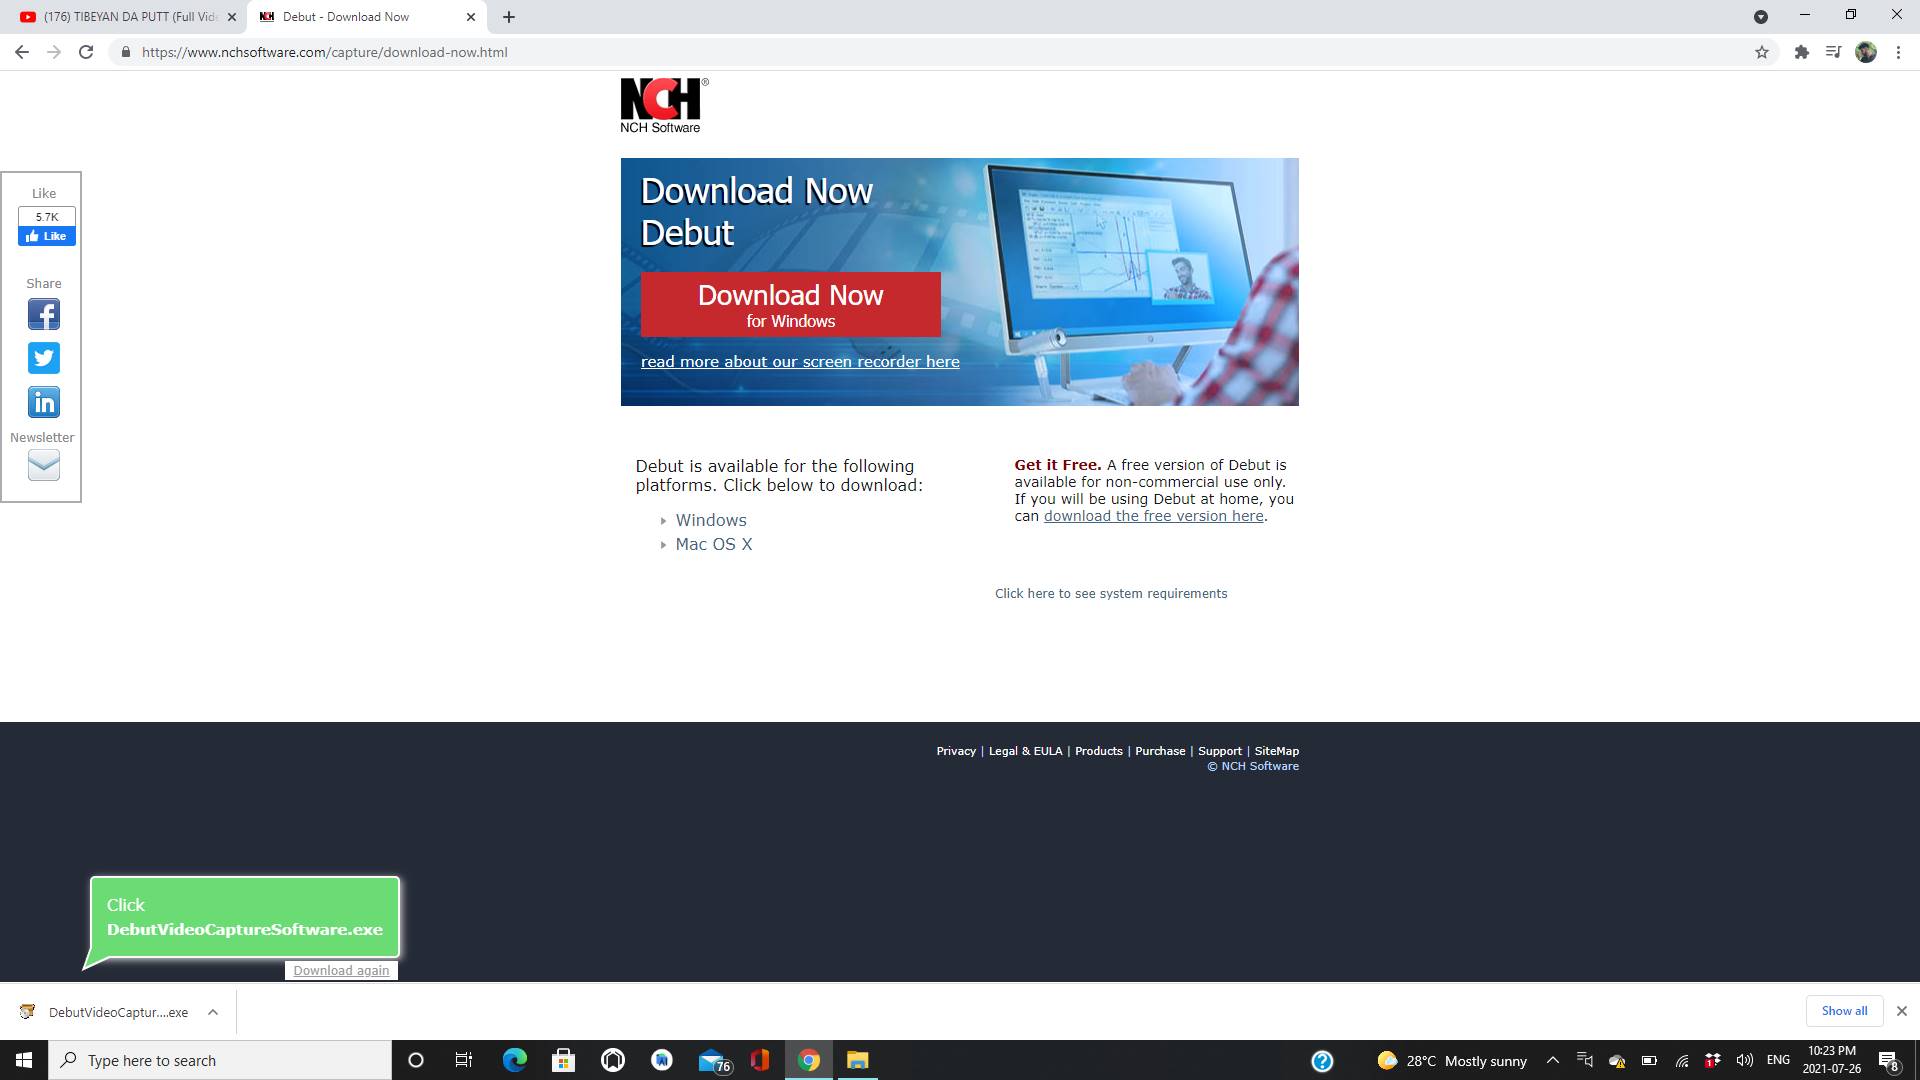 (176) TIBEYAN DA PUTT (Full Vide
Debut - Download Now
https://www.nchsoftware.com/capture/download-now.html
NCH®
NCH Software
Like
5.7K
Like
Share
Newsletter
Download Now
Debut
Download Now
for Windows
read more about our screen recorder here
Debut is available for the following
platforms. Click below to download:
Windows
Mac OS X
Get it Free. A free version of Debut is
available for non-commercial use only.
If you will be using Debut at home, you
can download the free version here.
Click here to see system requirements
Privacy | Legal & EULA | Products | Purchase | Support | SiteMap
© NCH Software
Click
DebutVideoCaptureSoftware.exe
Download again
DebutVideoCaptur....exe
Show all
Type here to search
76
28°C Mostly sunny
ENG
10:23 PM
2021-07-26
8